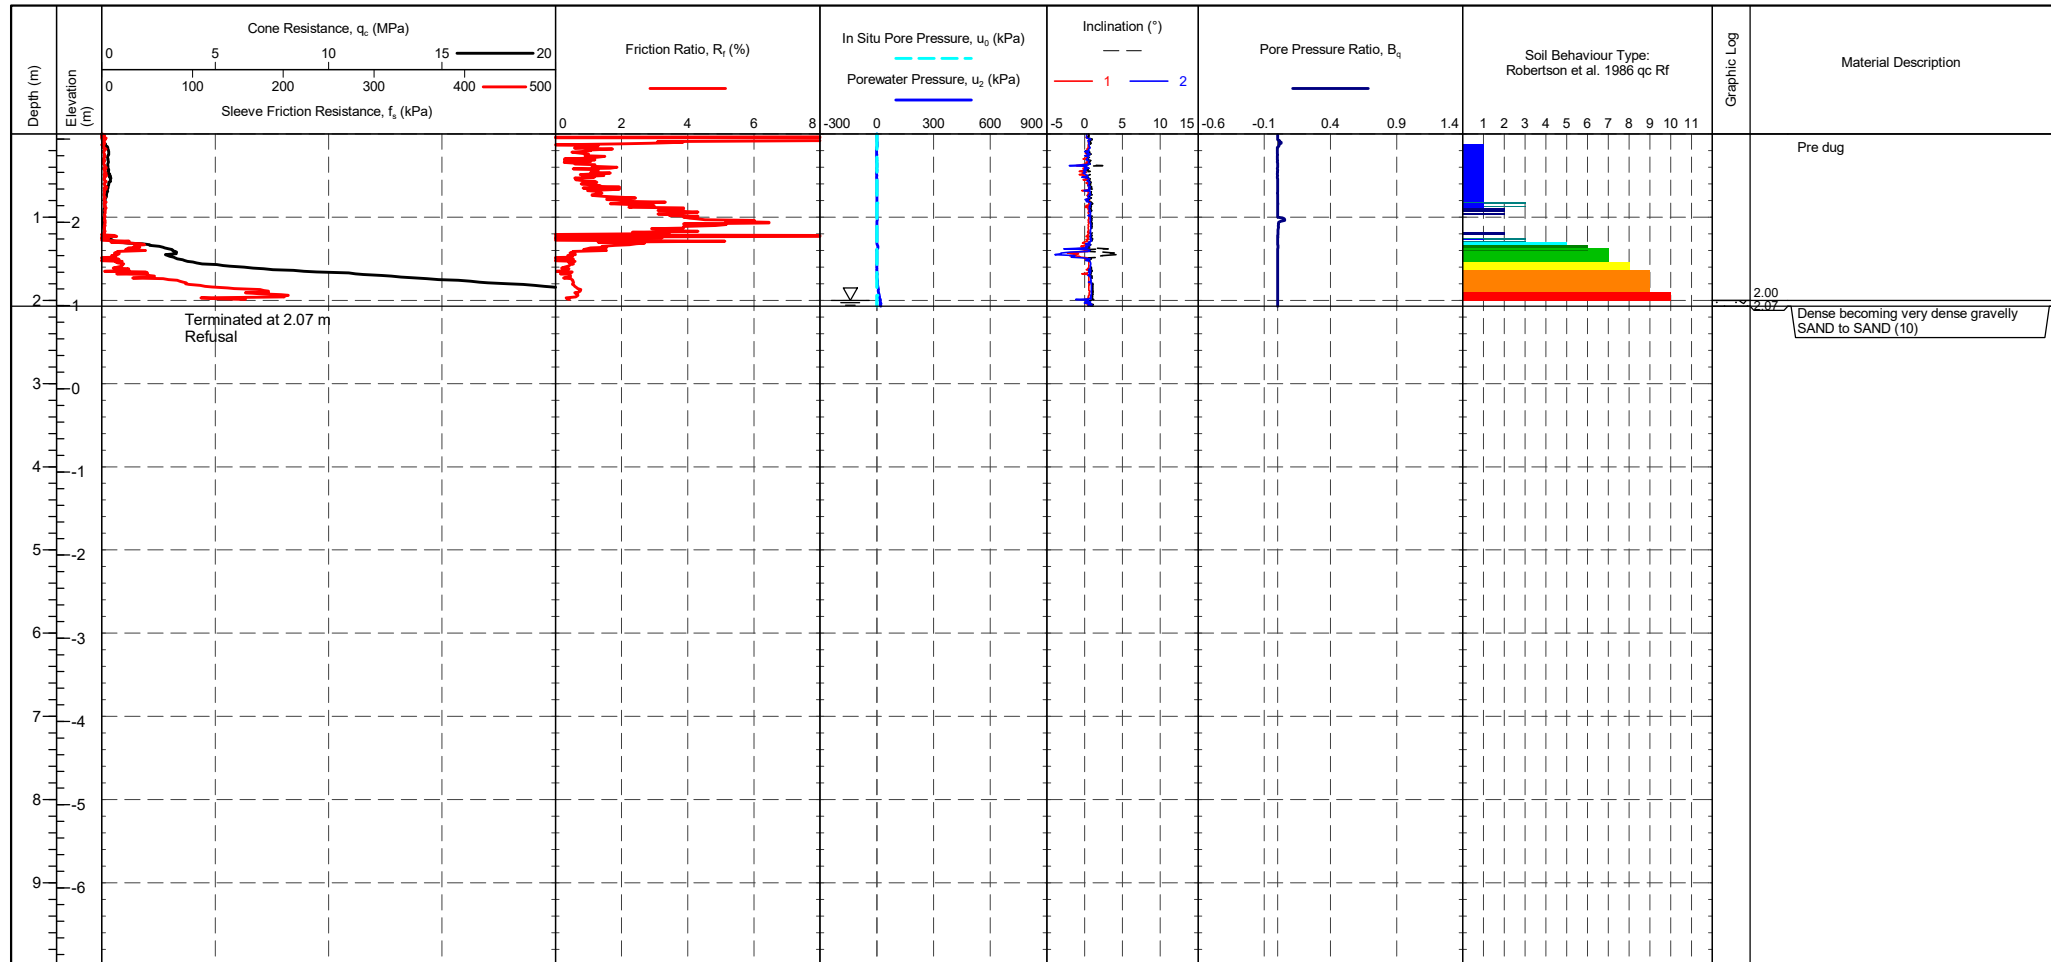 Depth (m)
Elevation (m)
Cone Resistance, qc (MPa)
0 5 10 15 20
100 200 300 400 500
Sleeve Friction Resistance, fs (kPa)
Friction Ratio, Rf (%)
0 2 4 6 8
In Situ Pore Pressure, u0 (kPa)
Porewater Pressure, u2 (kPa)
-300 0 300 600 900
Inclination (°)
1 2
-5 0 5 10 15
Pore Pressure Ratio, Bq
-0.6 -0.1 0.4 0.9 1.4
Soil Behaviour Type:
Robertson et al. 1986 qc Rf
1 2 3 4 5 6 7 8 9 10 11
Graphic Log
Material Description
Pre dug
1
2
2
1
2.00
2.07
Terminated at 2.07 m
Refusal
Dense becoming very dense gravelly
SAND to SAND (10)
3
0
4
-1
5
-2
6
-3
7
-4
8
-5
9
-6